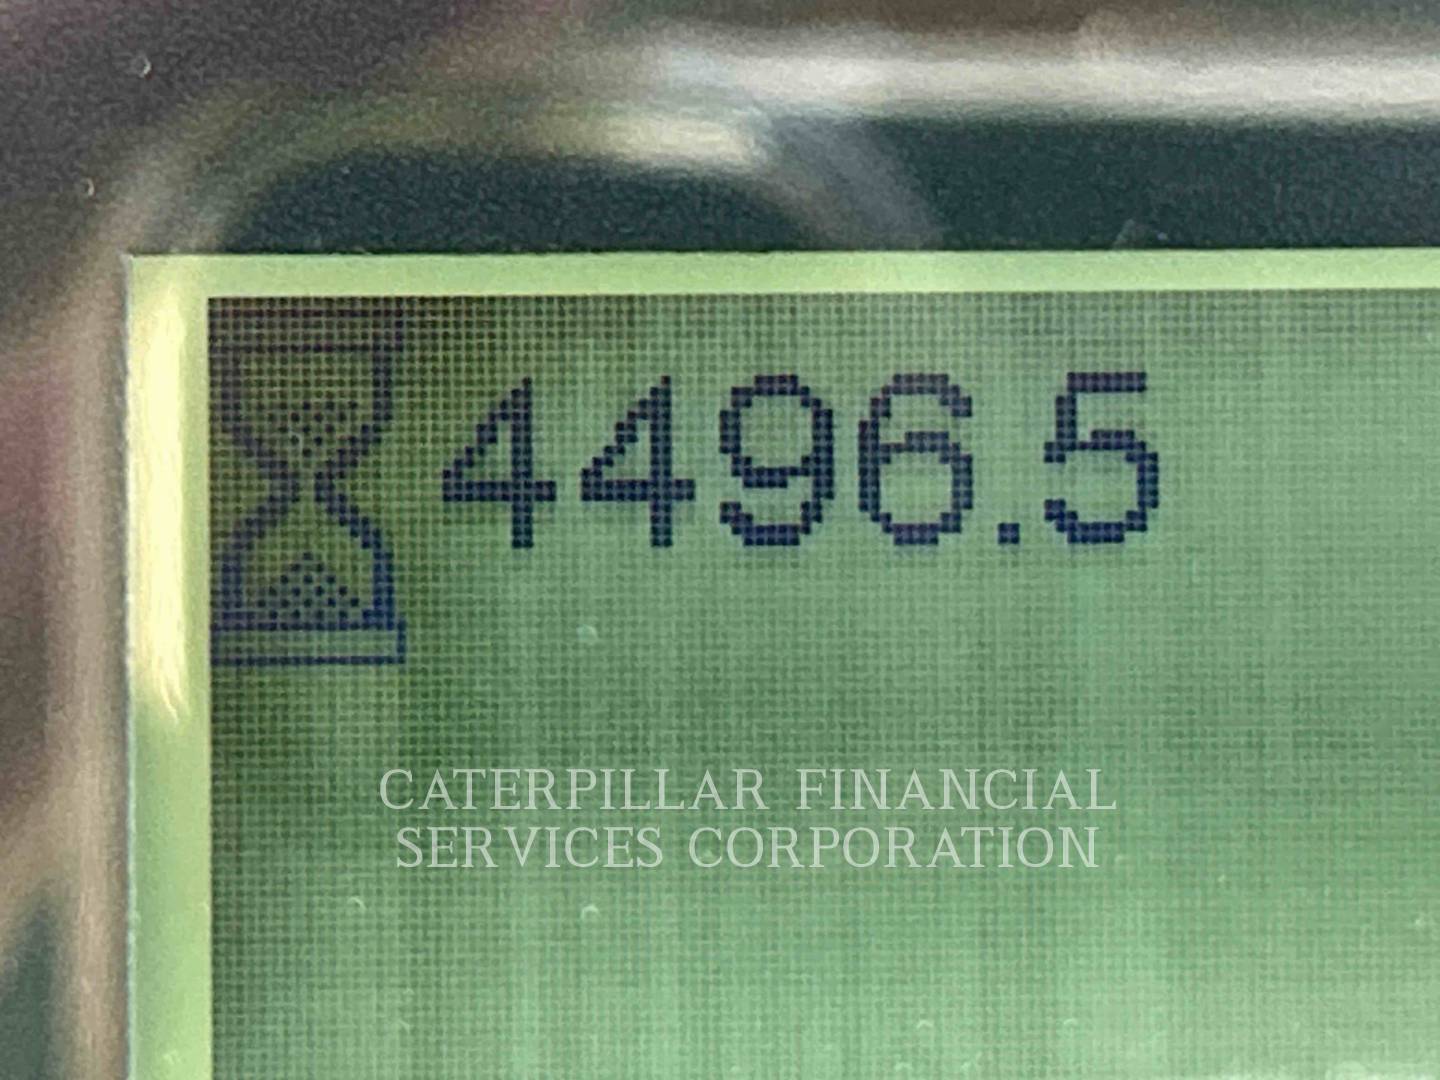 4496.5
CATERPILLAR FINANCIAL
SERVICES CORPORATION